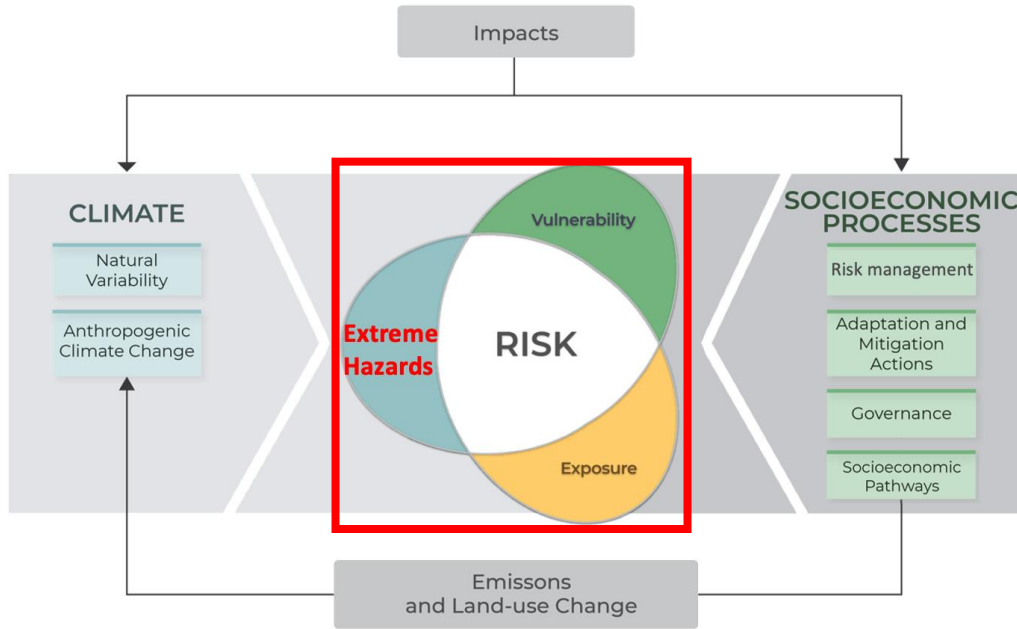 Impacts
CLIMATE
Natural
Variability
Anthropogenic
Climate Change
Vulnerability
Extreme
Hazards
RISK
Exposure
SOCIOECONOMIC
PROCESSES
Risk management
Adaptation and
Mitigation
Actions
Governance
Socioeconomic
Pathways
Emissons
and Land-use Change